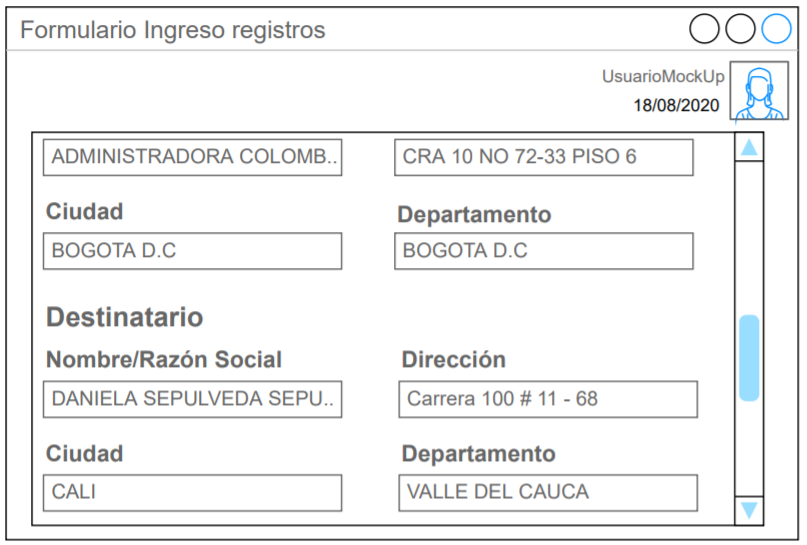 Formulario Ingreso registros
UsuarioMockUp
18/08/2020
ADMINISTRADORA COLOMB.. CRA 10 NO 72-33 PISO 6
Ciudad Departamento
BOGOTA D.C BOGOTA D.C
Destinatario
Nombre/Razón Social Dirección
DANIELA SEPULVEDA SEPU.. Carrera 100 # 11 - 68
Ciudad Departamento
CALI VALLE DEL CAUCA